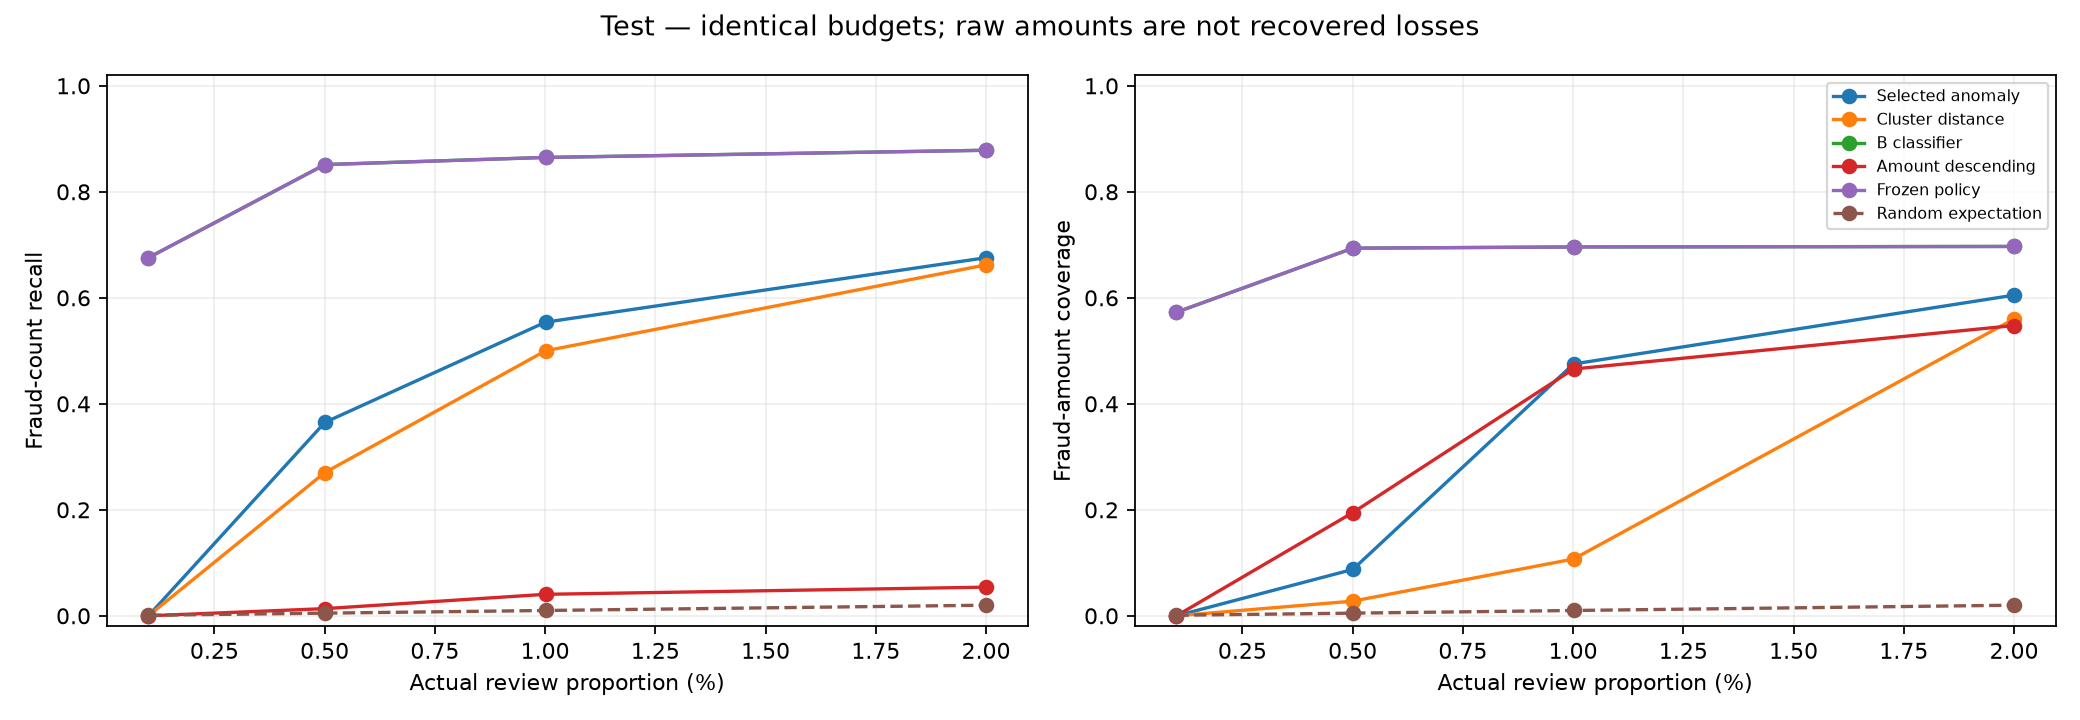 Test — identical budgets; raw amounts are not recovered losses
Fraud-count recall
1.0
0.8
0.6
0.4
0.2
0.0
0.25 0.50 0.75 1.00 1.25 1.50 1.75 2.00
Actual review proportion (%)
Fraud-amount coverage
1.0
0.8
0.6
0.4
0.2
0.0
Selected anomaly
Cluster distance
B classifier
Amount descending
Frozen policy
Random expectation
0.25 0.50 0.75 1.00 1.25 1.50 1.75 2.00
Actual review proportion (%)